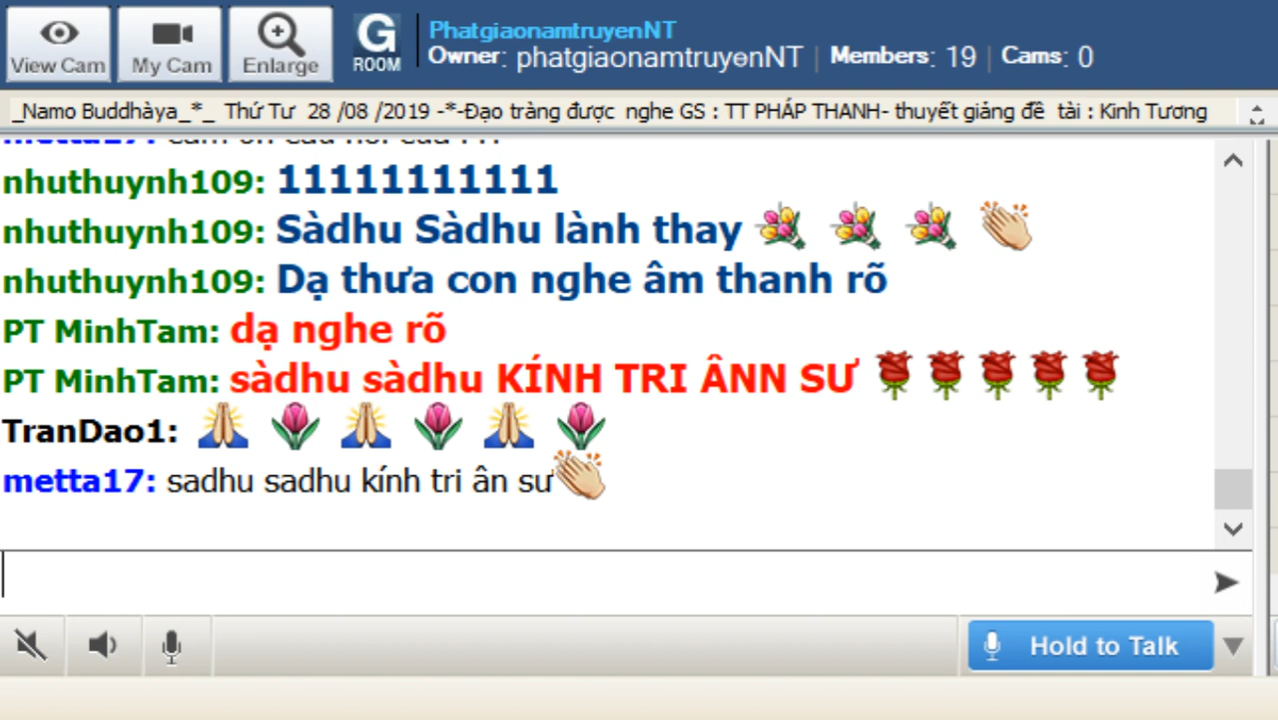 PhatgiaonamtruyenNT
View Cam
My Cam
Enlarge
G
ROOM
Owner: phatgiaonamtruyenNT | Members: 19 | Cams: 0
_Namo Buddhàya_*_ Thứ Tư 28 /08 /2019 -*-Đạo tràng được nghe GS : TT PHÁP THANH- thuyết giảng đề tài : Kinh Tương
nhuthuynh109: 11111111111
nhuthuynh109: Sàdhu Sàdhu lành thay
nhuthuynh109: Dạ thưa con nghe âm thanh rõ
PT MinhTam: dạ nghe rõ
PT MinhTam: sàdhu sàdhu KÍNH TRI ÂNN SƯ
TranDao1:
metta17: sadhu sadhu kính tri ân sư
Hold to Talk